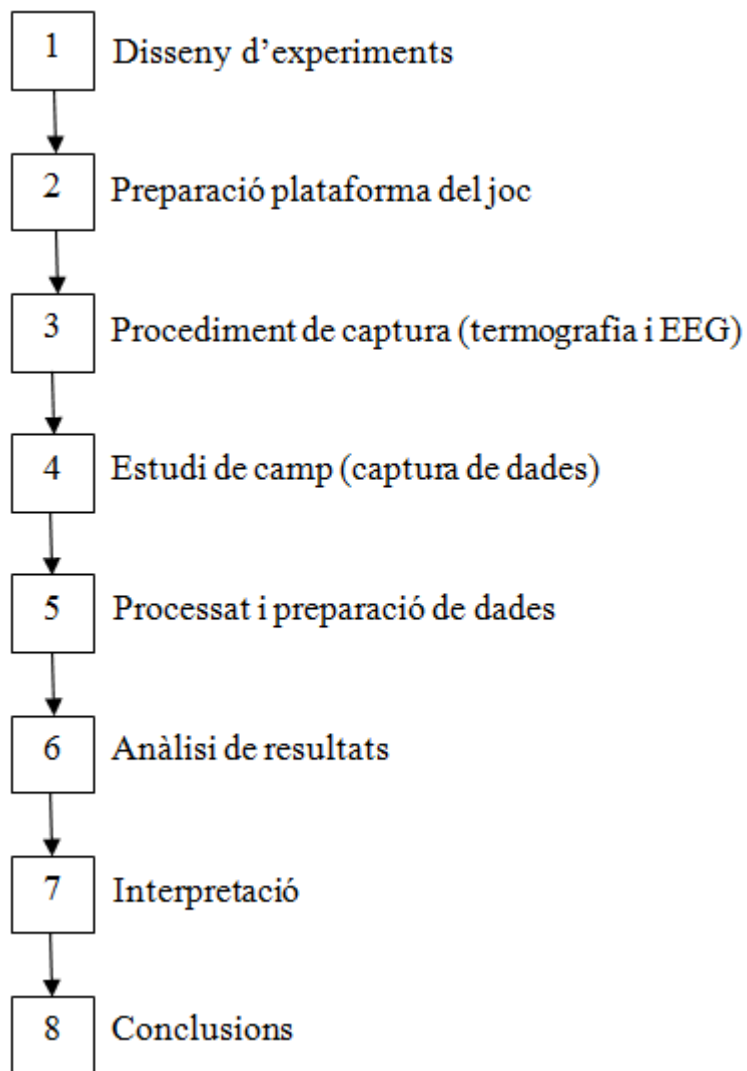 1 Disseny d’experiments
2 Preparació plataforma del joc
3 Procediment de captura (termografia i EEG)
4 Estudi de camp (captura de dades)
5 Processat i preparació de dades
6 Anàlisi de resultats
7 Interpretació
8 Conclusions